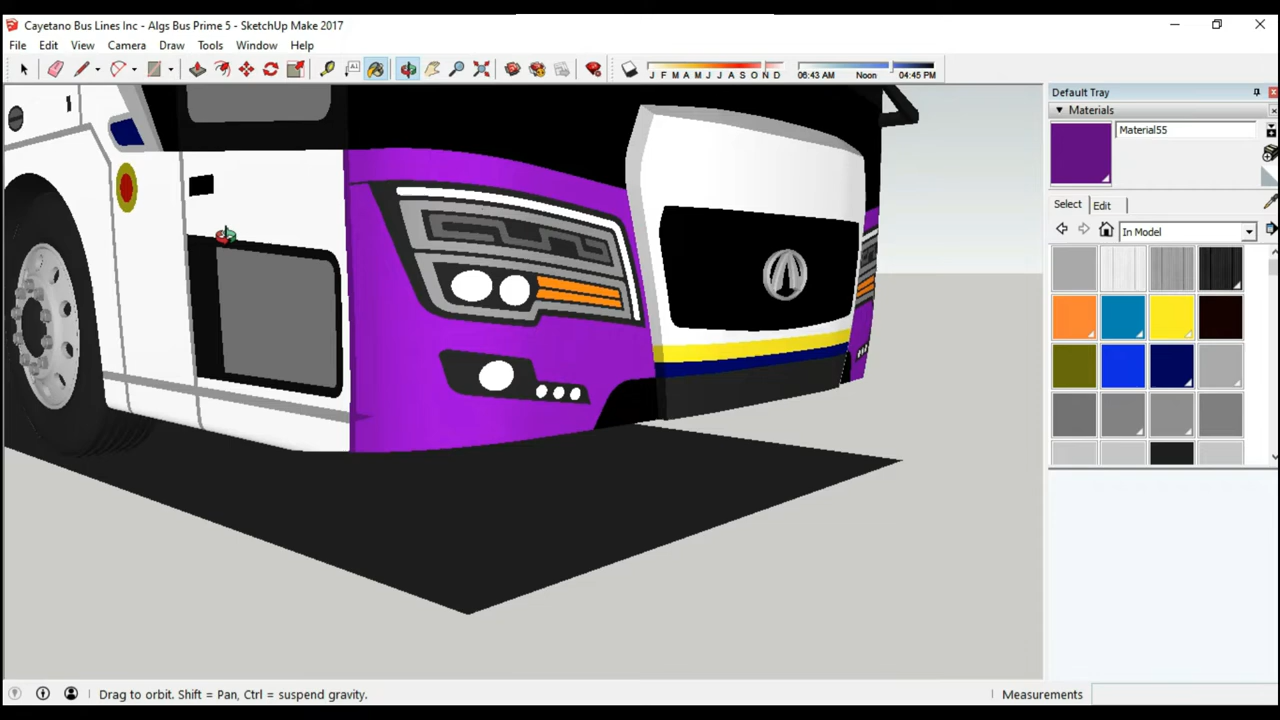 Cayetano Bus Lines Inc - Algs Bus Prime 5 - SketchUp Make 2017
File Edit View Camera Draw Tools Window Help
J F M A M J J A S O N D 06:43 AM Noon 04:45 PM
Default Tray
Materials
Material55
Select Edit
In Model
Drag to orbit. Shift = Pan, Ctrl = suspend gravity.
Measurements